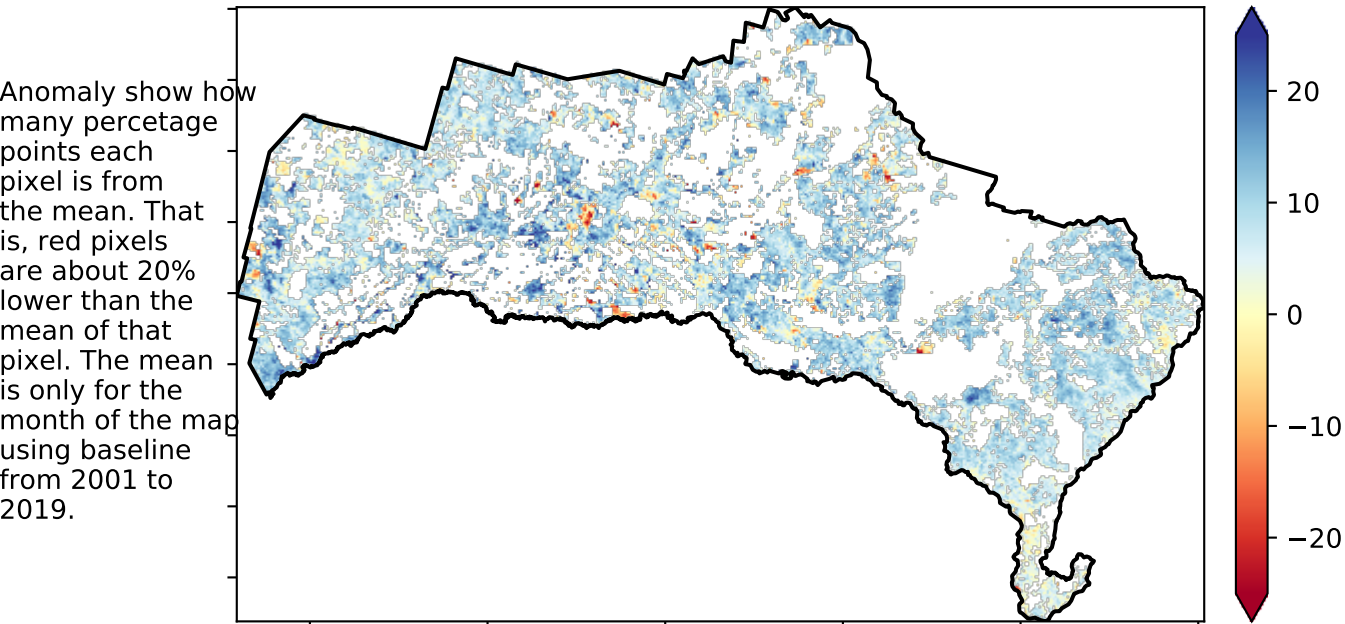 Anomaly show how
many percetage
points each
pixel is from
the mean. That
is, red pixels
are about 20%
lower than the
mean of that
pixel. The mean
is only for the
month of the map
using baseline
from 2001 to
2019.
20
10
0
−10
−20